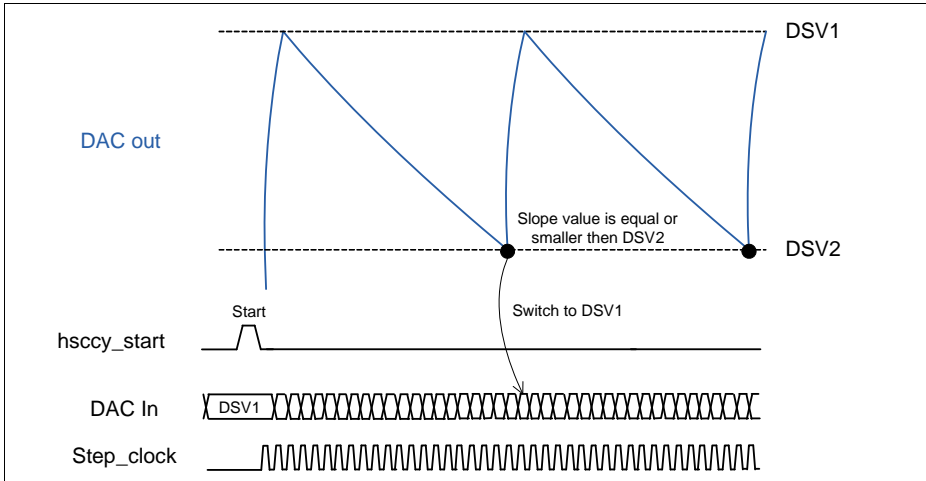 DSV1
DAC out
Slope value is equal or
smaller then DSV2
DSV2
Switch to DSV1
Start
hsccy_start
DAC In
DSV1
Step_clock